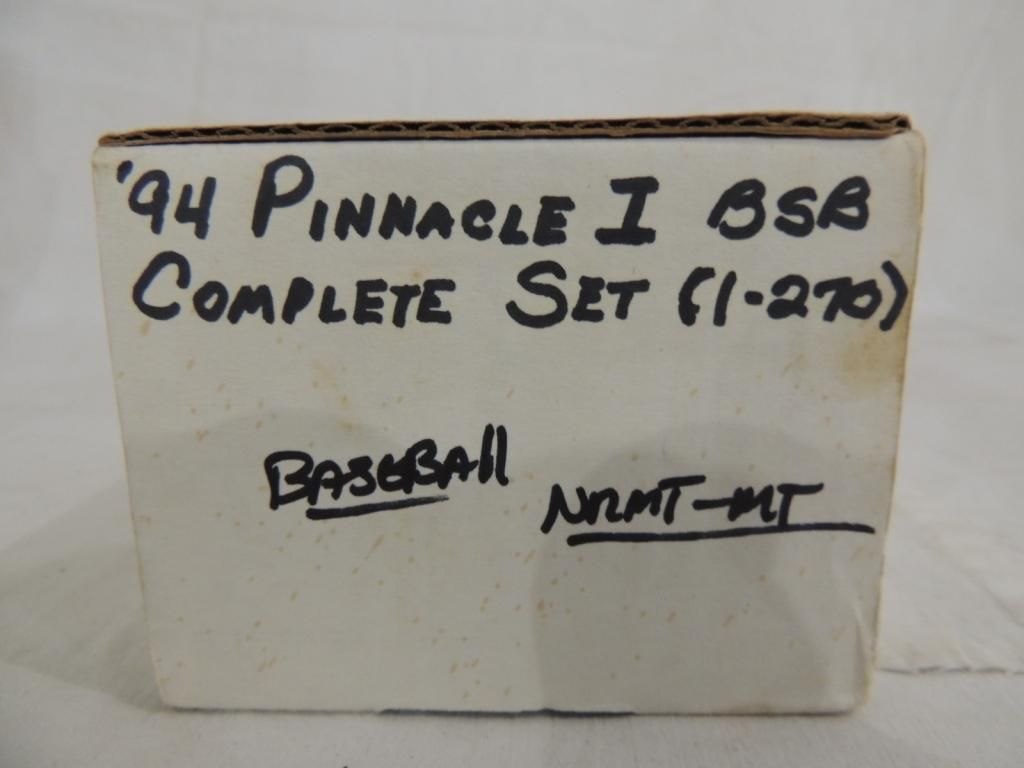 '94 PINNACLE I BSB
COMPLETE SET (1-270)
BASEBAll
NRMT-MT